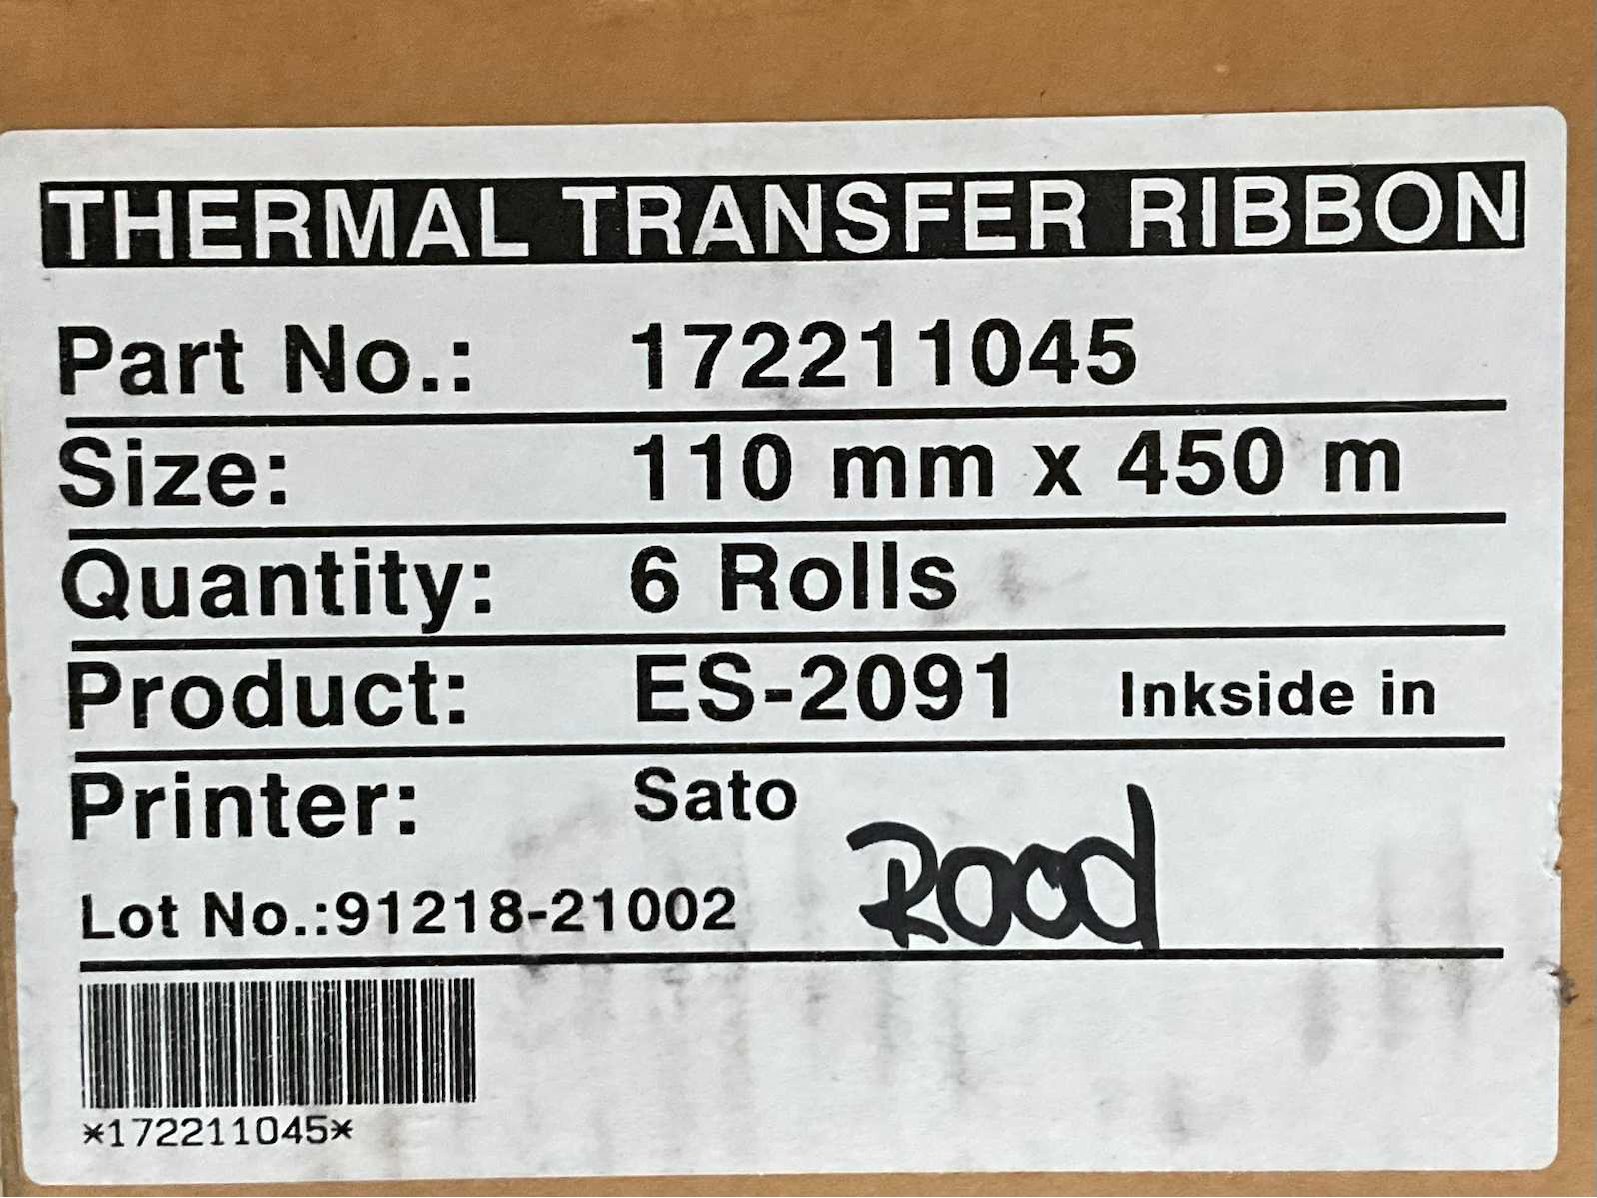 THERMAL TRANSFER RIBBON
Part No.: 172211045
Size: 110 mm x 450 m
Quantity: 6 Rolls
Product: ES-2091 Inkside in
Printer: Sato
Rood
Lot No.:91218-21002
*172211045*